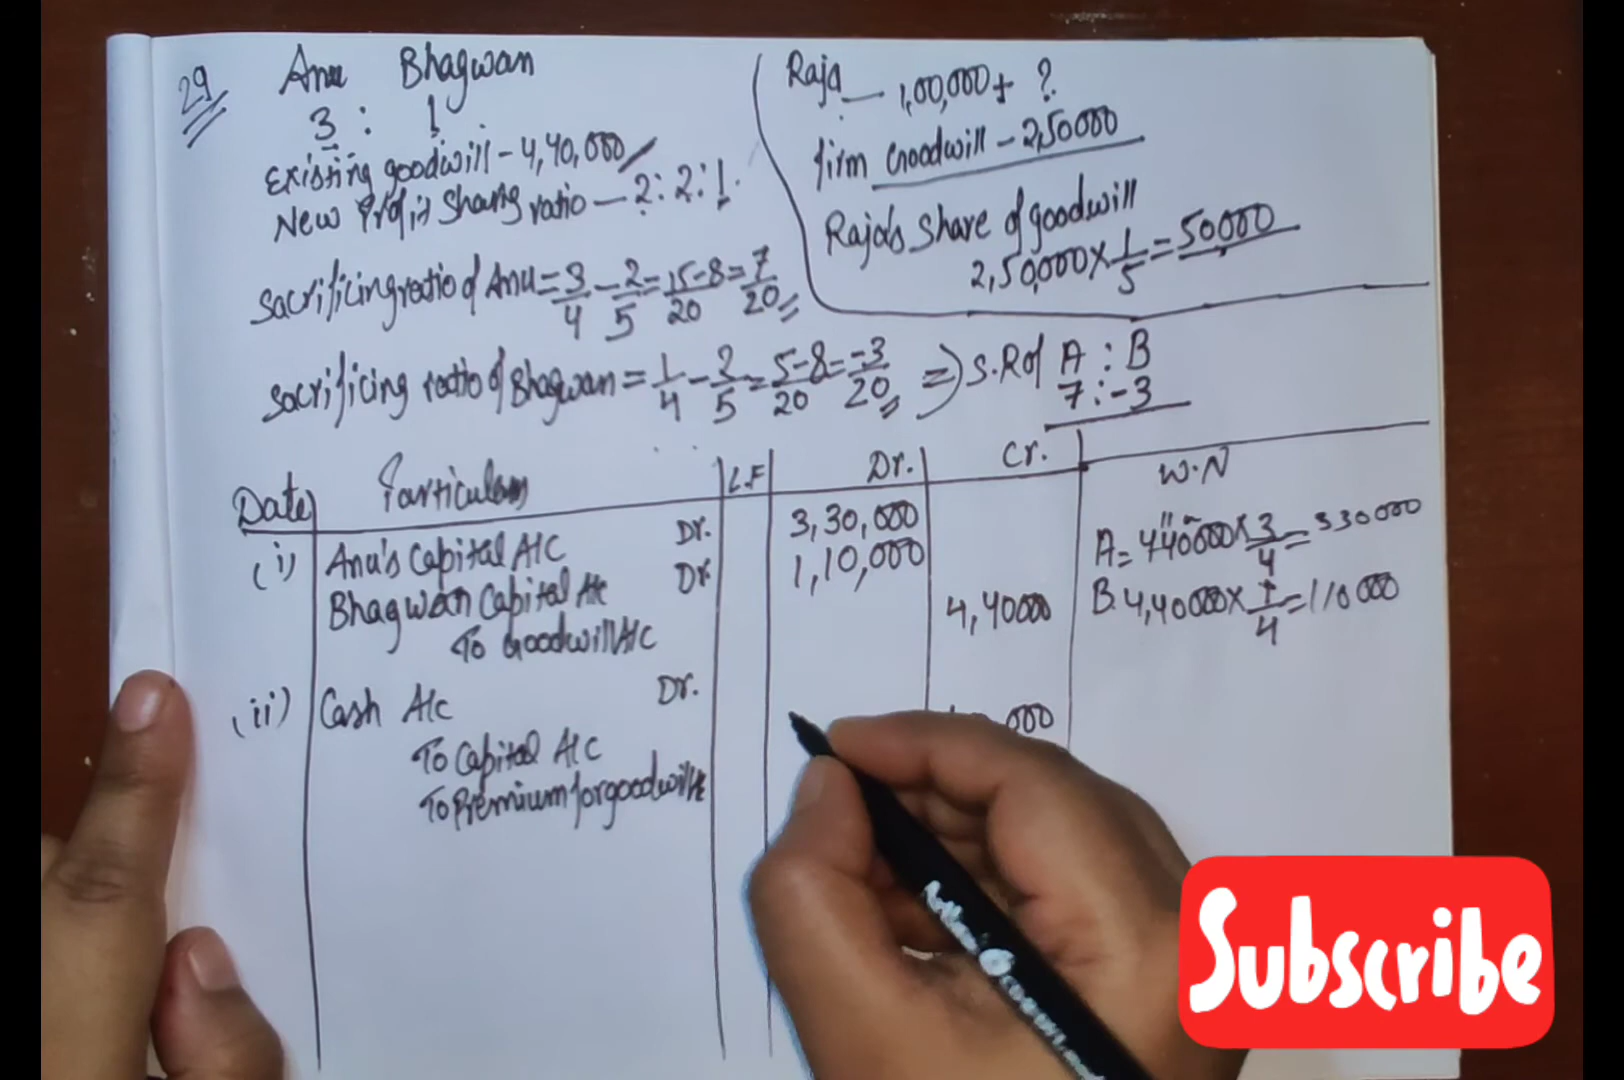 29
Anu Bhagwan
3 : 1
Existing goodwill - 4,40,000
New Profit Sharing ratio - 2:2:1.
Sacrificing ratio of Anu = 3/4 - 2/5 = 15-8/20 = 7/20
Sacrificing ratio of Bhagwan = 1/4 - 2/5 = 5-8/20 = -3/20 => S.R of A : B
7 : -3
Raja - 1,00,000 + ?
firm Goodwill - 2,50000
Raja's Share of goodwill
2,50,000 × 1/5 = 50000
Date Particulars L.F Dr. Cr. W.N
(i) Anu's Capital A/C Dr. 3,30,000 A = 440000 × 3/4 = 330000
Bhagwan Capital A/c Dr 1,10,000 B. 4,40000 × 1/4 = 110000
To Goodwill A/C 4,40000
(ii) Cash A/c Dr.
To Capital A/C 000
To Premium for goodwill A/c
Subscribe